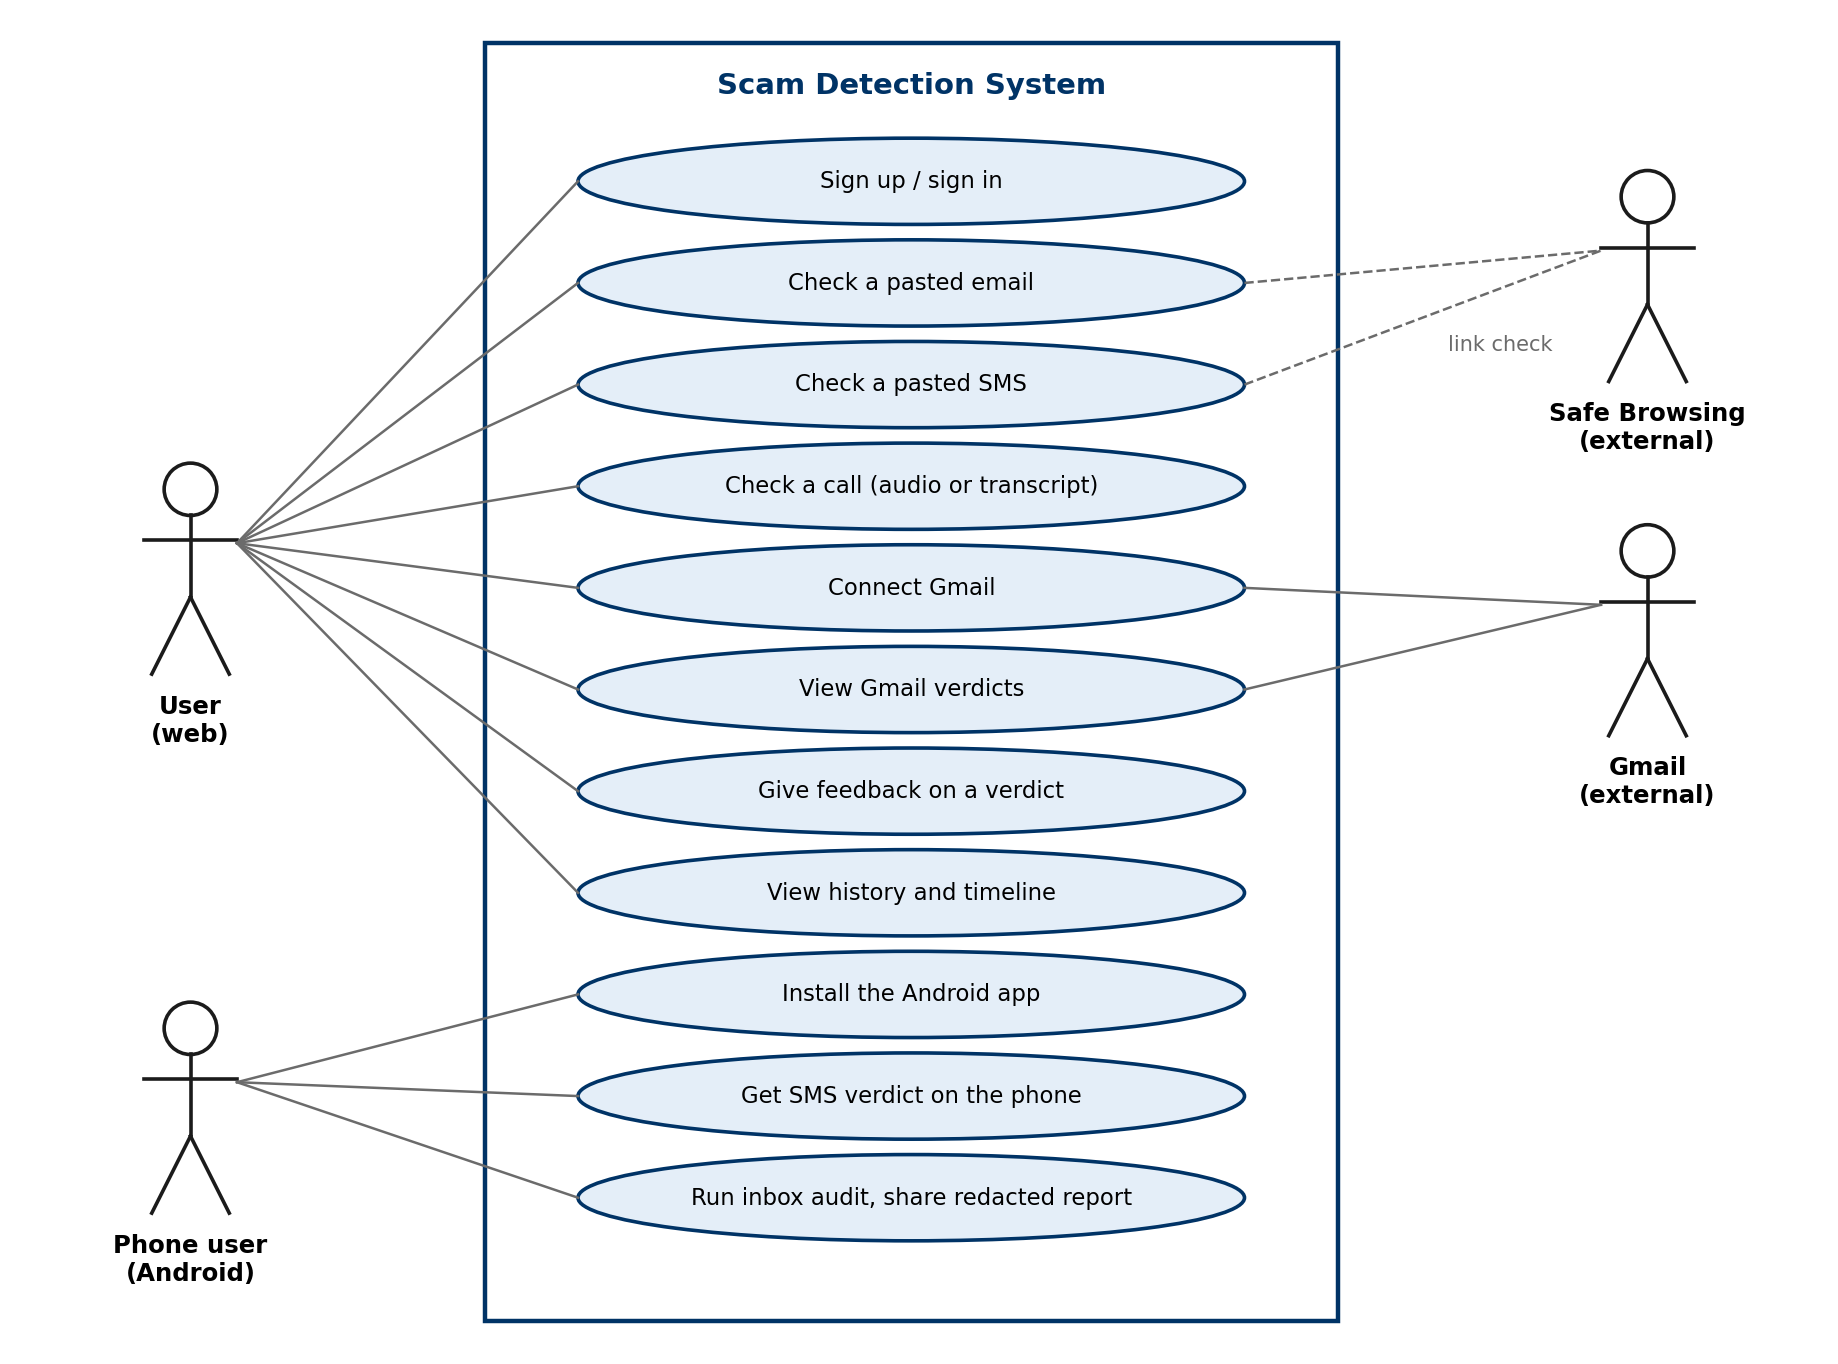 Scam Detection System
Sign up / sign in
Check a pasted email
Check a pasted SMS
link check
Safe Browsing
(external)
Check a call (audio or transcript)
Connect Gmail
View Gmail verdicts
User
(web)
Gmail
(external)
Give feedback on a verdict
View history and timeline
Install the Android app
Get SMS verdict on the phone
Run inbox audit, share redacted report
Phone user
(Android)